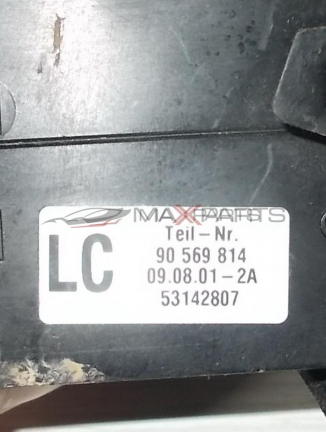 MAXPARTS
LC
Teil-Nr.
90 569 814
09.08.01-2A
53142807